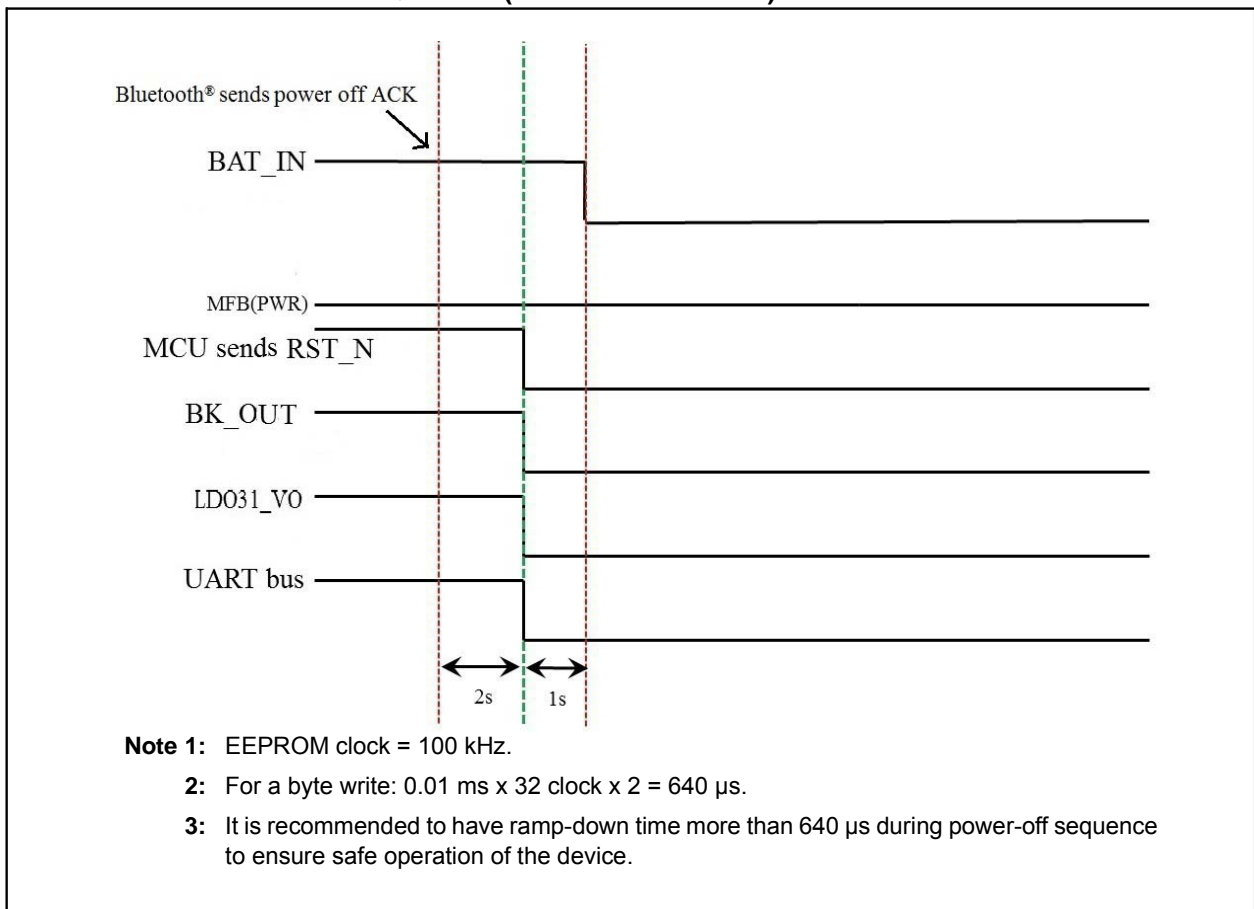 Bluetooth® sends power off ACK
BAT_IN
MFB(PWR)
MCU sends RST_N
BK_OUT
LDO31_VO
UART bus
2s
1s
Note 1: EEPROM clock = 100 kHz.
2: For a byte write: 0.01 ms x 32 clock x 2 = 640 µs.
3: It is recommended to have ramp-down time more than 640 µs during power-off sequence
to ensure safe operation of the device.